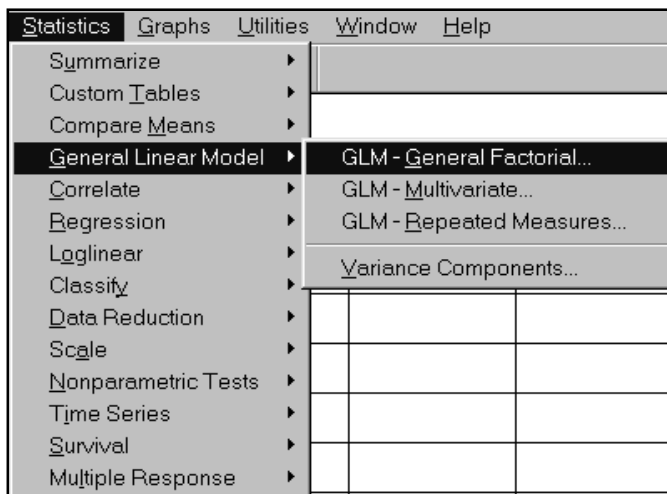 Statistics Graphs Utilities Window Help
Summarize
Custom Tables
Compare Means
General Linear Model
Correlate
Regression
Loglinear
Classify
Data Reduction
Scale
Nonparametric Tests
Time Series
Survival
Multiple Response
GLM - General Factorial...
GLM - Multivariate...
GLM - Repeated Measures...
Variance Components...